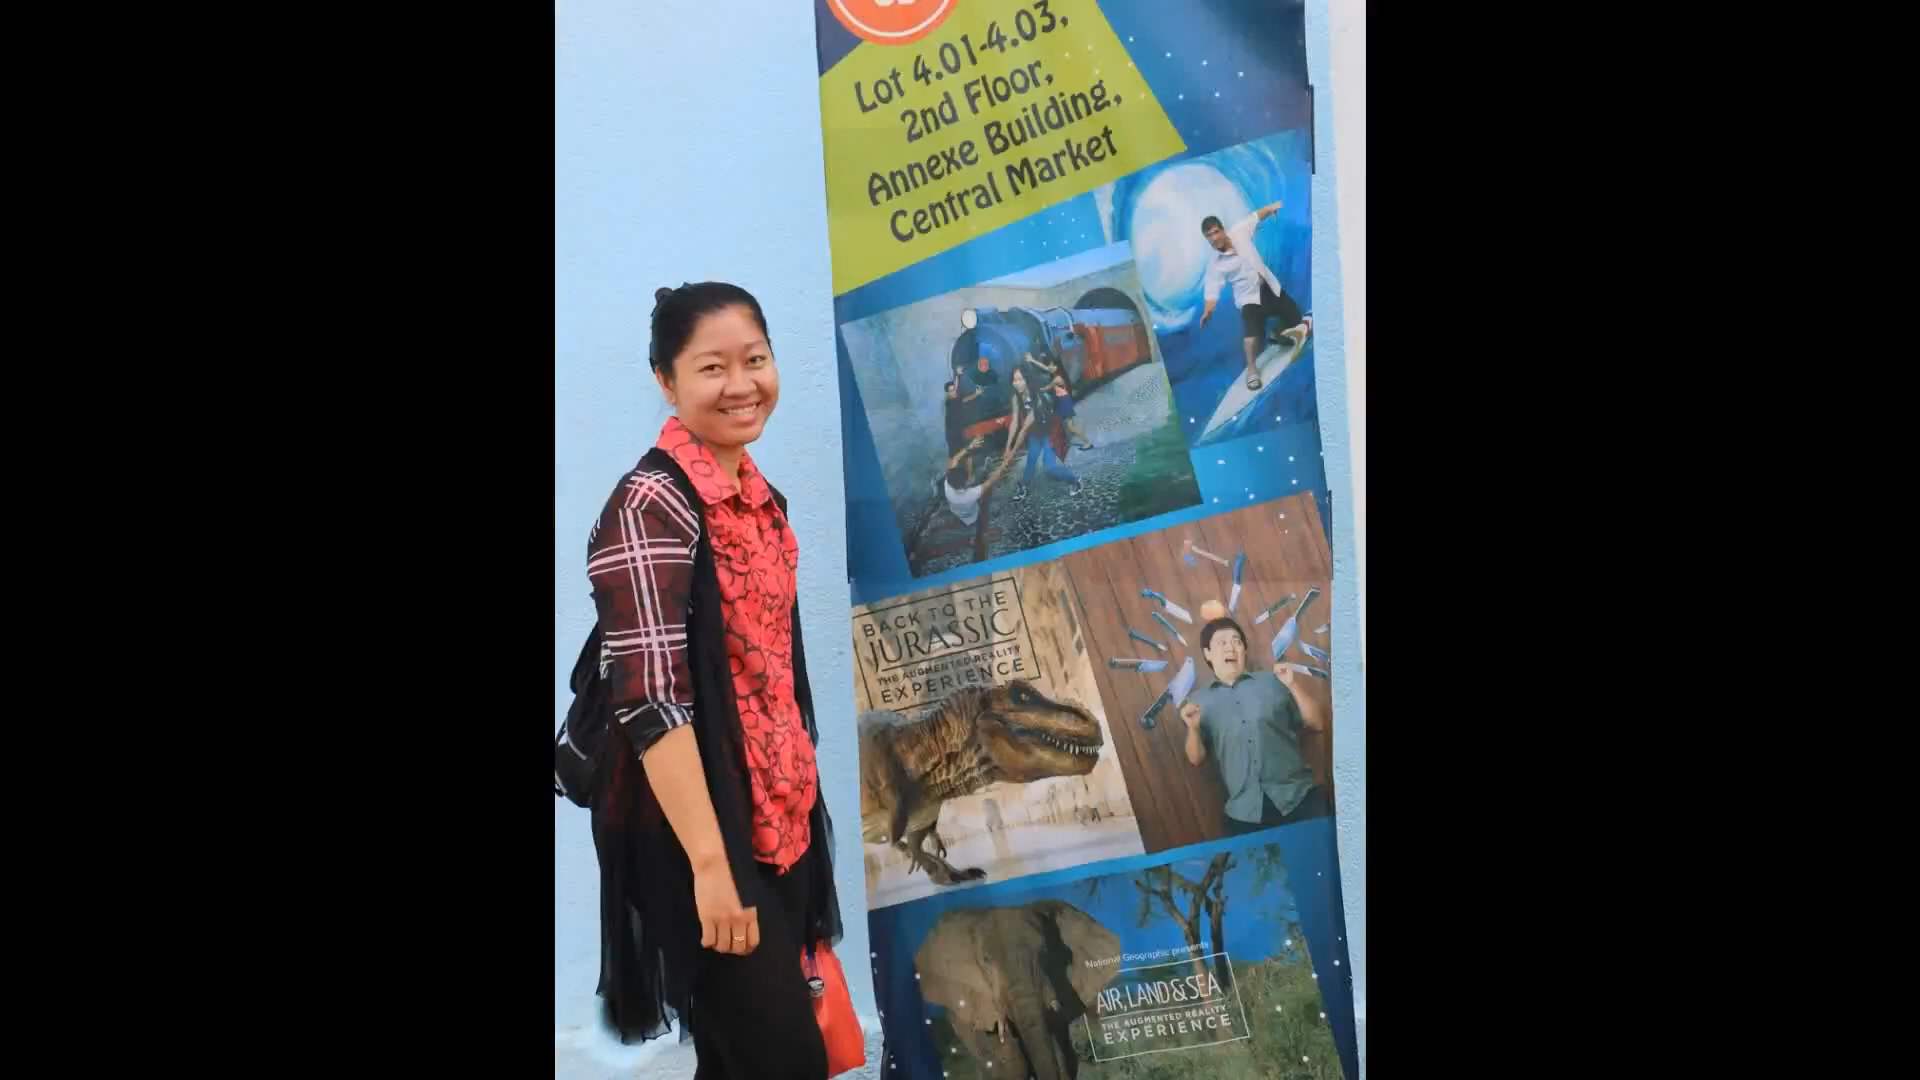 Lot 4.01-4.03,
2nd Floor,
Annexe Building,
Central Market
BACK TO THE
JURASSIC
THE AUGMENTED REALITY
EXPERIENCE
National Geographic presents
AIR, LAND & SEA
THE AUGMENTED REALITY
EXPERIENCE